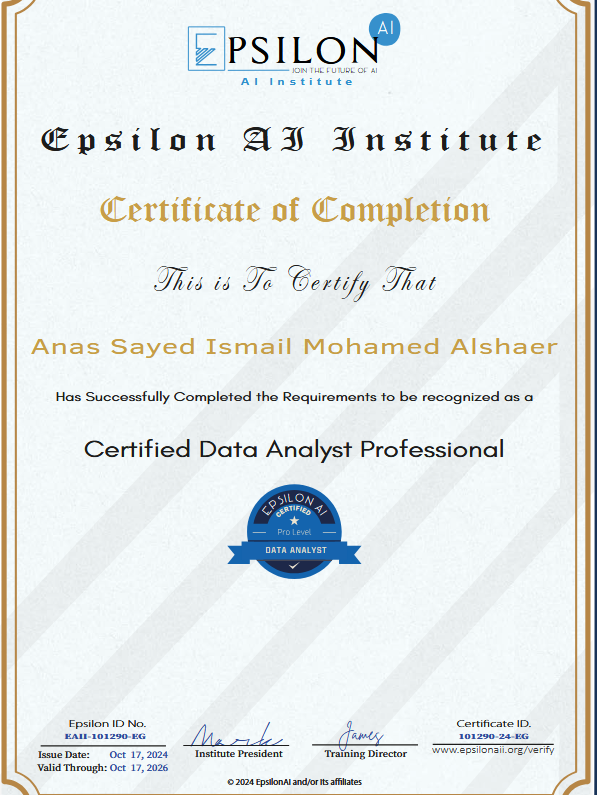 EPSILON AI
JOIN THE FUTURE OF AI
AI Institute
Epsilon AI Institute
Certificate of Completion
This is To Certify That
Anas Sayed Ismail Mohamed Alshaer
Has Successfully Completed the Requirements to be recognized as a
Certified Data Analyst Professional
EPSILON AI
CERTIFIED
Pro Level
DATA ANALYST
Epsilon ID No.
EAII-101290-EG
Issue Date: Oct 17, 2024
Valid Through: Oct 17, 2026
Institute President
James
Training Director
Certificate ID.
101290-24-EG
www.epsilonaii.org/verify
© 2024 EpsilonAI and/or its affiliates